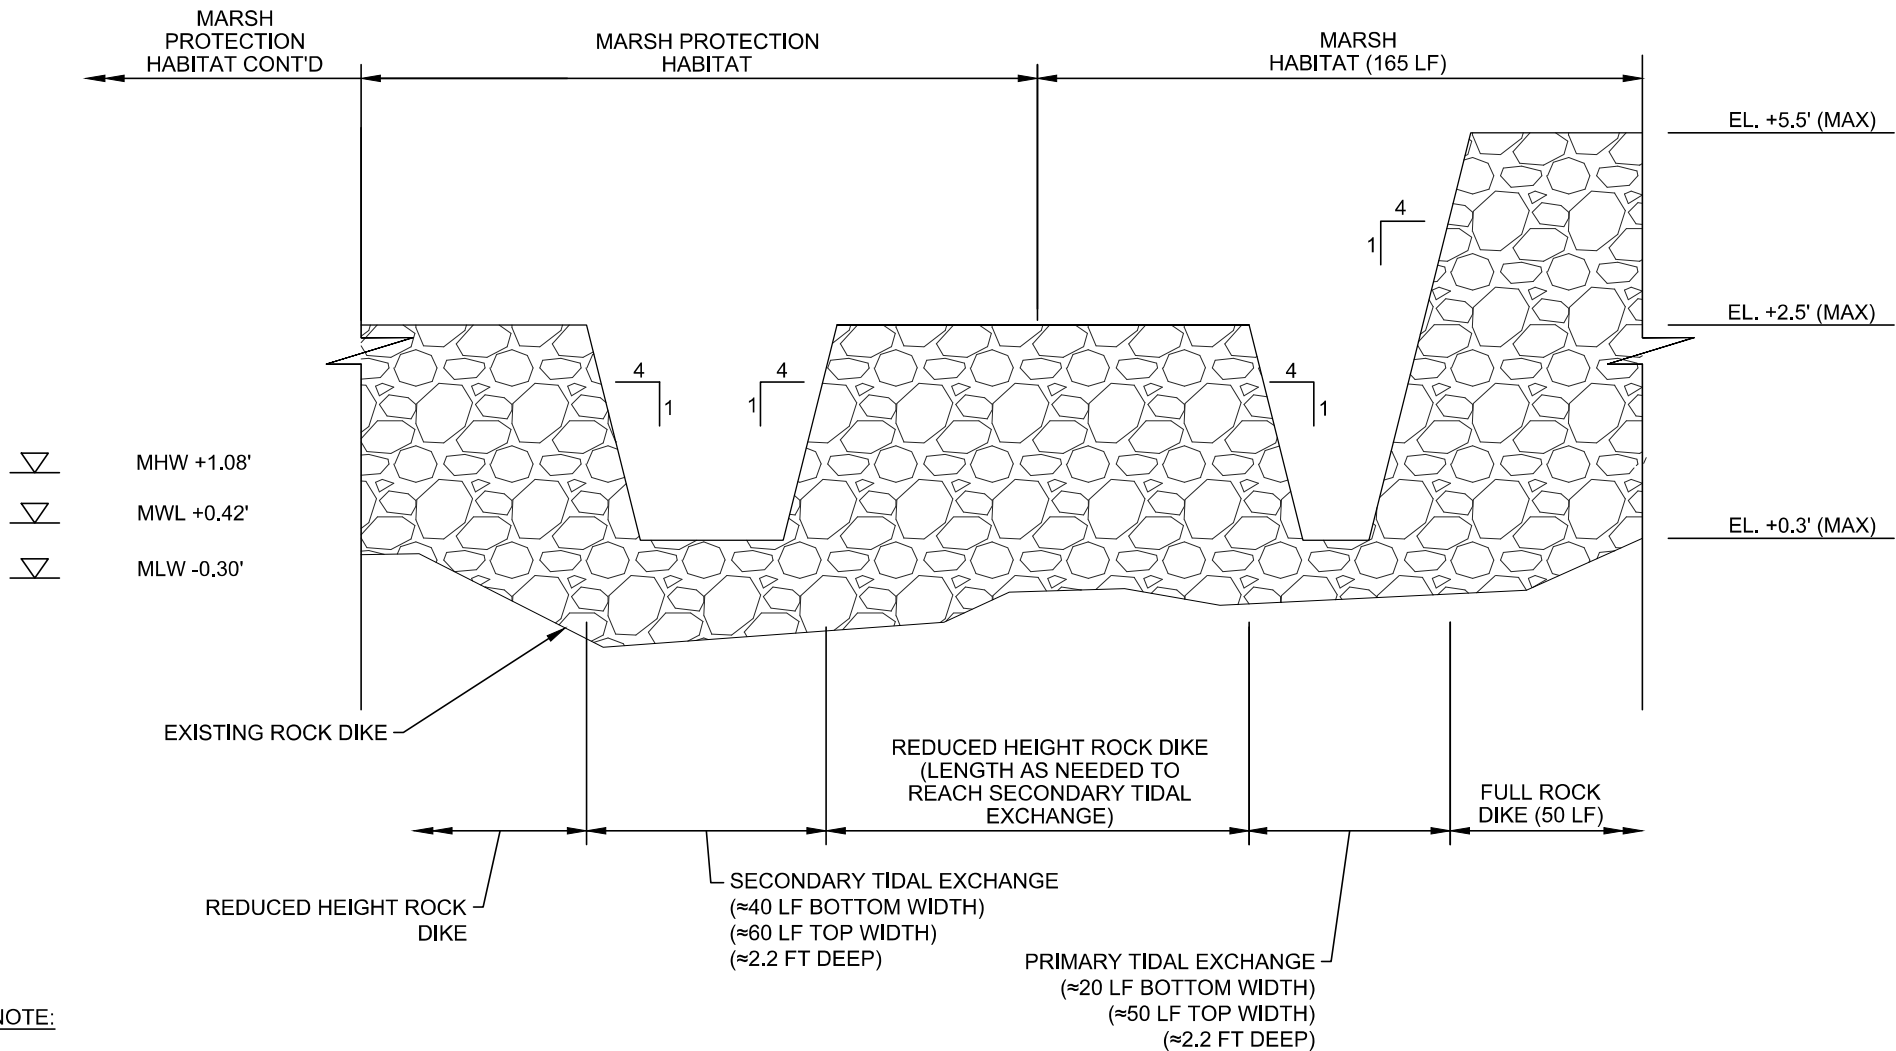 MARSH
PROTECTION
HABITAT CONT'D
MARSH PROTECTION
HABITAT
MARSH
HABITAT (165 LF)
EL. +5.5' (MAX)
4
1
EL. +2.5' (MAX)
4
1
4
1
4
1
MHW +1.08'
MWL +0.42'
MLW -0.30'
EL. +0.3' (MAX)
EXISTING ROCK DIKE
REDUCED HEIGHT ROCK DIKE
(LENGTH AS NEEDED TO
REACH SECONDARY TIDAL
EXCHANGE)
FULL ROCK
DIKE (50 LF)
REDUCED HEIGHT ROCK
DIKE
SECONDARY TIDAL EXCHANGE
(≈40 LF BOTTOM WIDTH)
(≈60 LF TOP WIDTH)
(≈2.2 FT DEEP)
PRIMARY TIDAL EXCHANGE
(≈20 LF BOTTOM WIDTH)
(≈50 LF TOP WIDTH)
(≈2.2 FT DEEP)
NOTE: